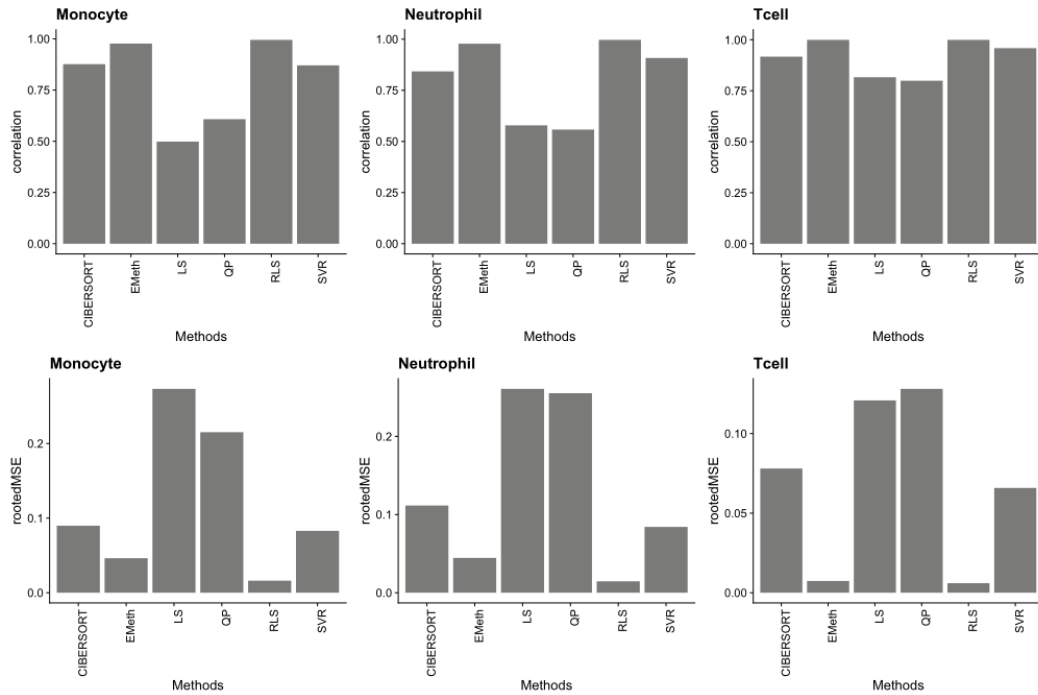 Monocyte
correlation
1.00
0.75
0.50
0.25
0.00
CIBERSORT
EMeth
LS
QP
RLS
SVR
Methods
Neutrophil
correlation
1.00
0.75
0.50
0.25
0.00
CIBERSORT
EMeth
LS
QP
RLS
SVR
Methods
Tcell
correlation
1.00
0.75
0.50
0.25
0.00
CIBERSORT
EMeth
LS
QP
RLS
SVR
Methods
Monocyte
rootedMSE
0.2
0.1
0.0
CIBERSORT
EMeth
LS
QP
RLS
SVR
Methods
Neutrophil
rootedMSE
0.2
0.1
0.0
CIBERSORT
EMeth
LS
QP
RLS
SVR
Methods
Tcell
rootedMSE
0.10
0.05
0.00
CIBERSORT
EMeth
LS
QP
RLS
SVR
Methods